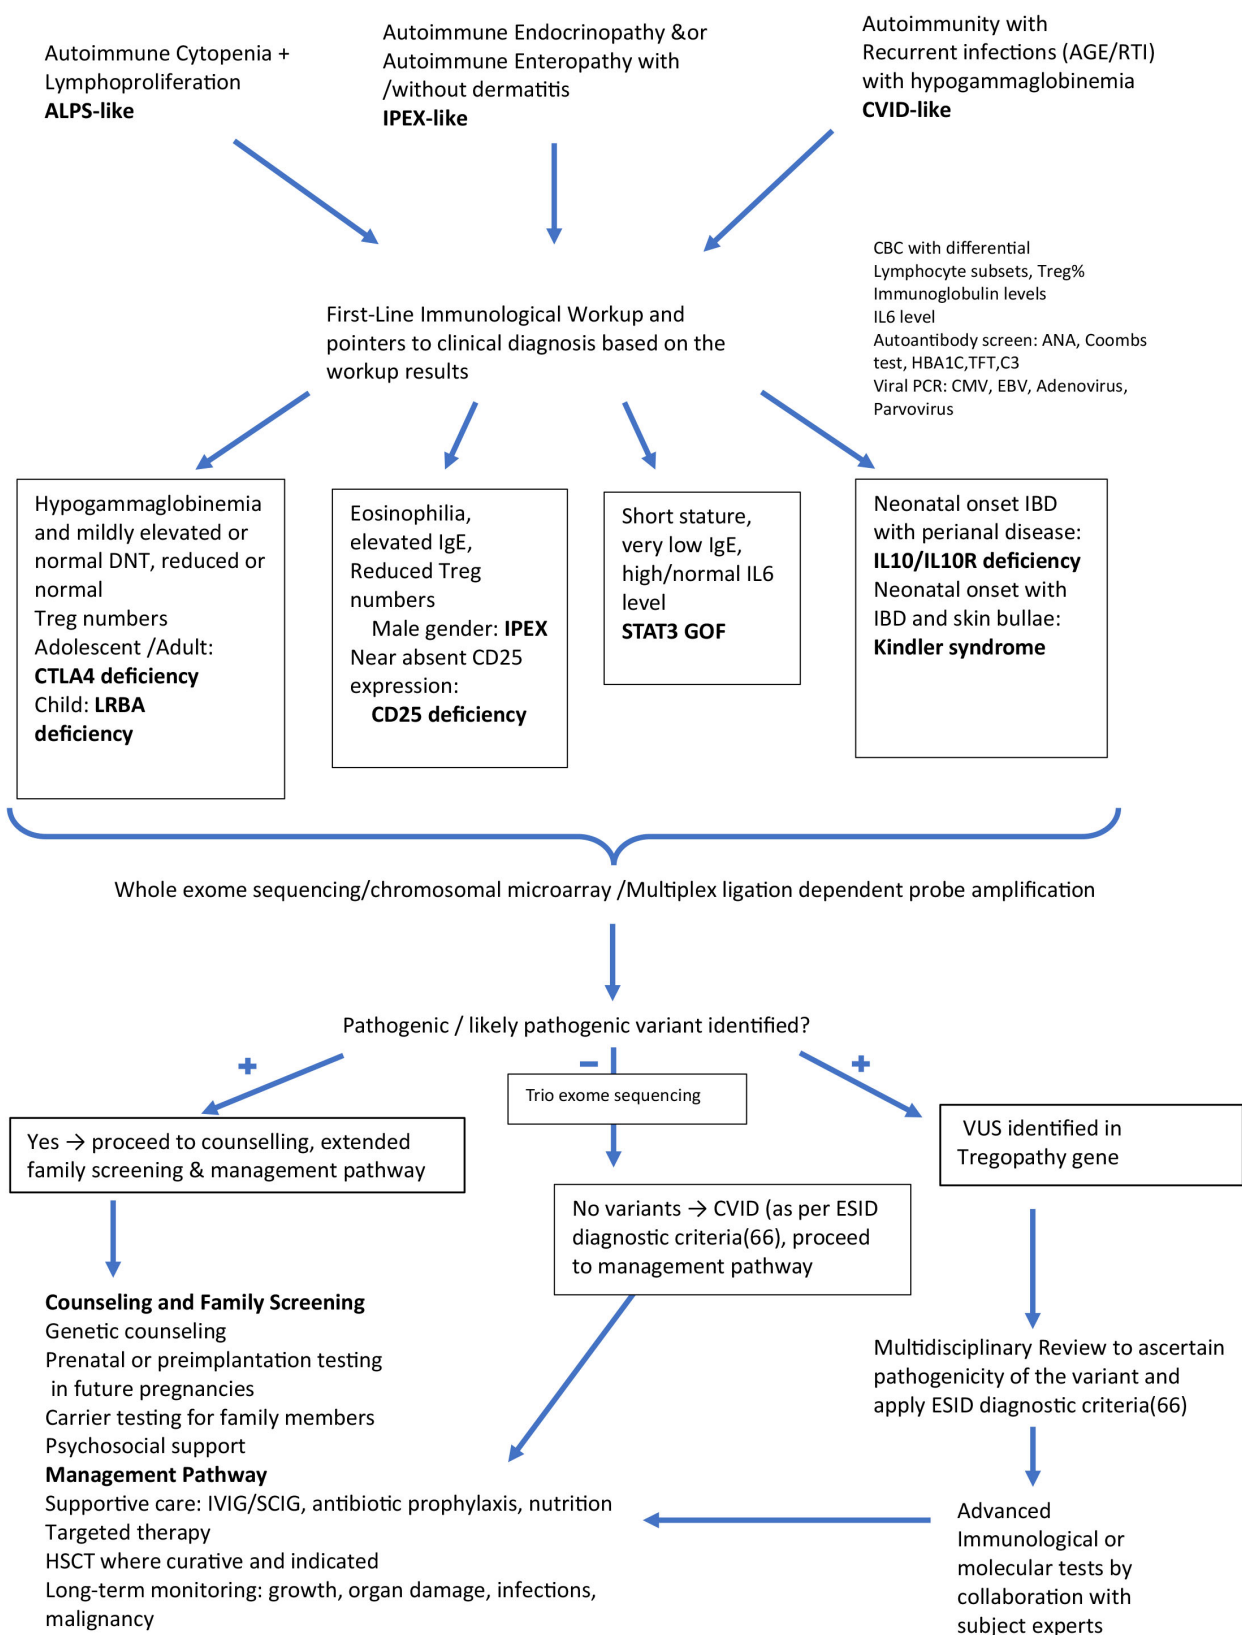 Autoimmune Cytopenia +
Lymphoproliferation
ALPS-like
Autoimmune Endocrinopathy &or
Autoimmune Enteropathy with
/without dermatitis
IPEX-like
Autoimmunity with
Recurrent infections (AGE/RTI)
with hypogammaglobinemia
CVID-like
CBC with differential
Lymphocyte subsets, Treg%
Immunoglobulin levels
IL6 level
Autoantibody screen: ANA, Coombs
test, HBA1C,TFT,C3
Viral PCR: CMV, EBV, Adenovirus,
Parvovirus
First-Line Immunological Workup and
pointers to clinical diagnosis based on the
workup results
Hypogammaglobinemia
and mildly elevated or
normal DNT, reduced or
normal
Treg numbers
Adolescent /Adult:
CTLA4 deficiency
Child: LRBA
deficiency
Eosinophilia,
elevated IgE,
Reduced Treg
numbers
Male gender: IPEX
Near absent CD25
expression:
CD25 deficiency
Short stature,
very low IgE,
high/normal IL6
level
STAT3 GOF
Neonatal onset IBD
with perianal disease:
IL10/IL10R deficiency
Neonatal onset with
IBD and skin bullae:
Kindler syndrome
Whole exome sequencing/chromosomal microarray /Multiplex ligation dependent probe amplification
Pathogenic / likely pathogenic variant identified?
+
−
+
Yes → proceed to counselling, extended
family screening & management pathway
Trio exome sequencing
VUS identified in
Tregopathy gene
No variants → CVID (as per ESID
diagnostic criteria(66), proceed
to management pathway
Counseling and Family Screening
Genetic counseling
Prenatal or preimplantation testing
in future pregnancies
Carrier testing for family members
Psychosocial support
Management Pathway
Supportive care: IVIG/SCIG, antibiotic prophylaxis, nutrition
Targeted therapy
HSCT where curative and indicated
Long-term monitoring: growth, organ damage, infections,
malignancy
Multidisciplinary Review to ascertain
pathogenicity of the variant and
apply ESID diagnostic criteria(66)
Advanced
Immunological or
molecular tests by
collaboration with
subject experts